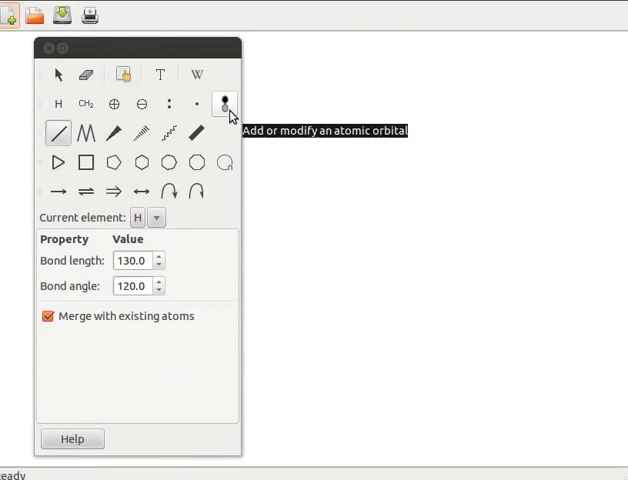 T W
H CH₂
Add or modify an atomic orbital
Current element: H
Property Value
Bond length: 130.0
Bond angle: 120.0
Merge with existing atoms
Help
eady